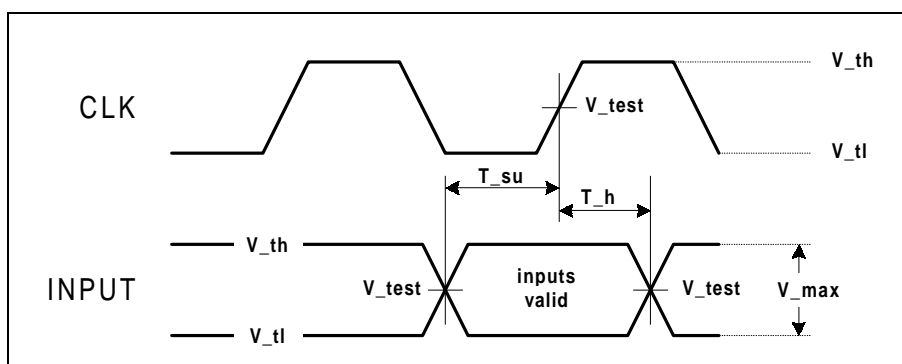 V_th
CLK
V_test
V_tl
T_su
T_h
V_th
INPUT
V_test
inputs
valid
V_test
V_max
V_tl